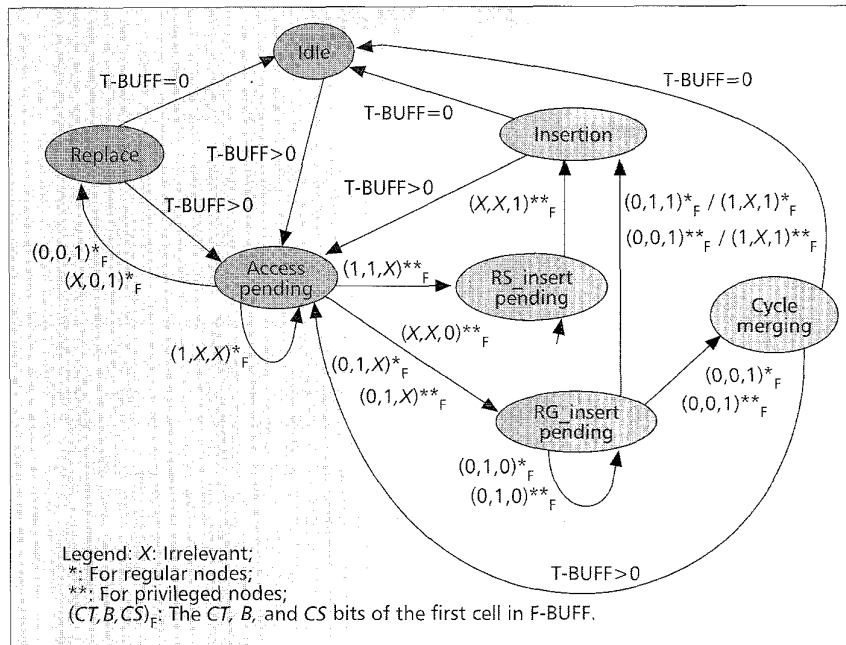 Idle
T-BUFF=0
T-BUFF=0
T-BUFF=0
Insertion
Replace
T-BUFF>0
T-BUFF>0
T-BUFF>0
(X,X,1)**F
(0,1,1)*F / (1,X,1)*F
(0,0,1)**F / (1,X,1)**F
(0,0,1)*F
(X,0,1)*F
Access
pending
(1,1,X)**F
RS_insert
pending
Cycle
merging
(X,X,0)**F
(1,X,X)*F
(0,1,X)*F
(0,1,X)**F
RG_insert
pending
(0,0,1)*F
(0,0,1)**F
(0,1,0)*F
(0,1,0)**F
T-BUFF>0
Legend: X: Irrelevant;
*: For regular nodes;
**: For privileged nodes;
(CT,B,CS)F: The CT, B, and CS bits of the first cell in F-BUFF.